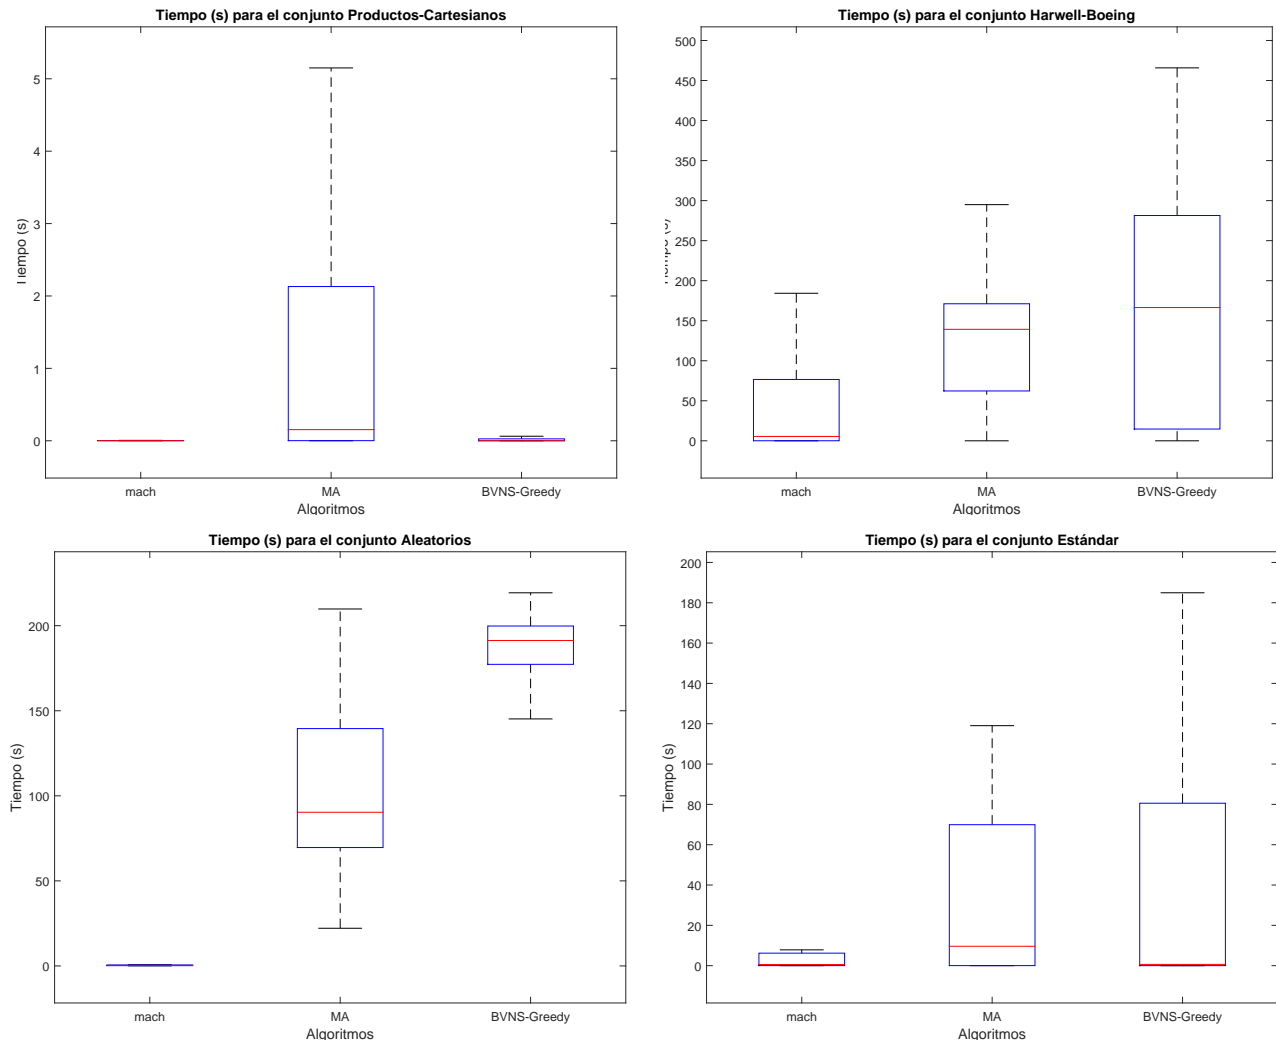 Tiempo (s) para el conjunto Productos-Cartesianos
5
4
3
2
1
0
Tiempo (s)
mach MA BVNS-Greedy
Algoritmos
Tiempo (s) para el conjunto Harwell-Boeing
500
450
400
350
300
250
200
150
100
50
0
Tiempo (s)
mach MA BVNS-Greedy
Algoritmos
Tiempo (s) para el conjunto Aleatorios
200
150
100
50
0
Tiempo (s)
mach MA BVNS-Greedy
Algoritmos
Tiempo (s) para el conjunto Estándar
200
180
160
140
120
100
80
60
40
20
0
Tiempo (s)
mach MA BVNS-Greedy
Algoritmos